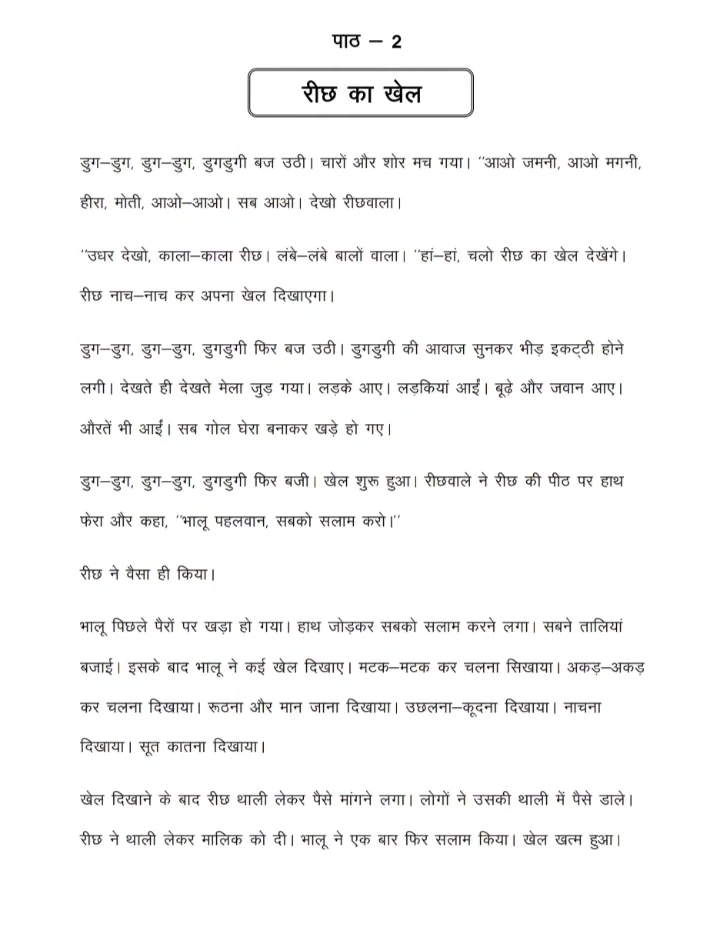 पाठ – 2
रीछ का खेल
डुग–डुग, डुग–डुग, डुगडुगी बज उठी। चारों और शोर मच गया। ''आओ जमनी, आओ मगनी,
हीरा, मोती, आओ–आओ। सब आओ। देखो रीछवाला।
''उधर देखो, काला–काला रीछ। लंबे–लंबे बालों वाला। ''हां–हां, चलो रीछ का खेल देखेंगे।
रीछ नाच–नाच कर अपना खेल दिखाएगा।
डुग–डुग, डुग–डुग, डुगडुगी फिर बज उठी। डुगडुगी की आवाज सुनकर भीड़ इकट्ठी होने
लगी। देखते ही देखते मेला जुड़ गया। लड़के आए। लड़कियां आईं। बूढ़े और जवान आए।
औरतें भी आईं। सब गोल घेरा बनाकर खड़े हो गए।
डुग–डुग, डुग–डुग, डुगडुगी फिर बजी। खेल शुरू हुआ। रीछवाले ने रीछ की पीठ पर हाथ
फेरा और कहा, ''भालू पहलवान, सबको सलाम करो।''
रीछ ने वैसा ही किया।
भालू पिछले पैरों पर खड़ा हो गया। हाथ जोड़कर सबको सलाम करने लगा। सबने तालियां
बजाई। इसके बाद भालू ने कई खेल दिखाए। मटक–मटक कर चलना सिखाया। अकड़–अकड़
कर चलना दिखाया। रूठना और मान जाना दिखाया। उछलना–कूदना दिखाया। नाचना
दिखाया। सूत कातना दिखाया।
खेल दिखाने के बाद रीछ थाली लेकर पैसे मांगने लगा। लोगों ने उसकी थाली में पैसे डाले।
रीछ ने थाली लेकर मालिक को दी। भालू ने एक बार फिर सलाम किया। खेल खत्म हुआ।